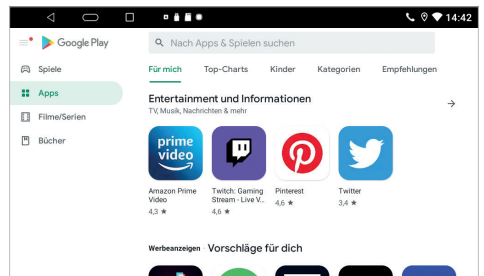 14:42
Google Play
Nach Apps & Spielen suchen
Spiele
Apps
Filme/Serien
Bücher
Für mich Top-Charts Kinder Kategorien Empfehlungen
Entertainment und Informationen
TV, Musik, Nachrichten & mehr
prime
video
Amazon Prime
Video
4,3 ★
Twitch: Gaming
Stream - Live V...
4,6 ★
Pinterest
4,6 ★
Twitter
3,4 ★
Werbeanzeigen · Vorschläge für dich